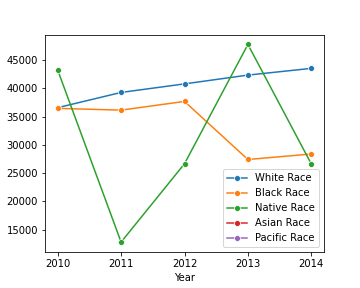 45000
40000
35000
30000
25000
20000
15000
White Race
Black Race
Native Race
Asian Race
Pacific Race
2010 2011 2012 2013 2014
Year